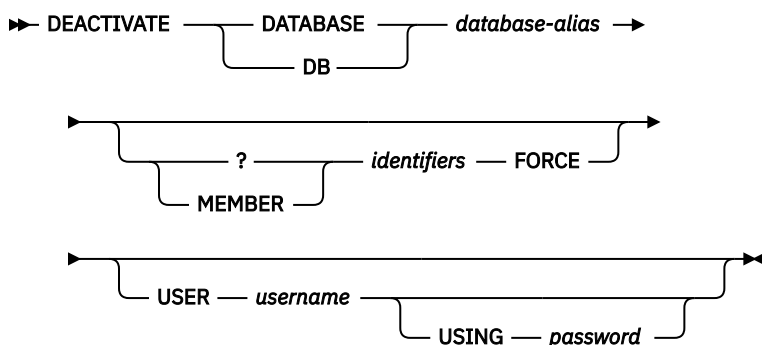 DEACTIVATE DATABASE database-alias
DB
? identifiers FORCE
MEMBER
USER username
USING password